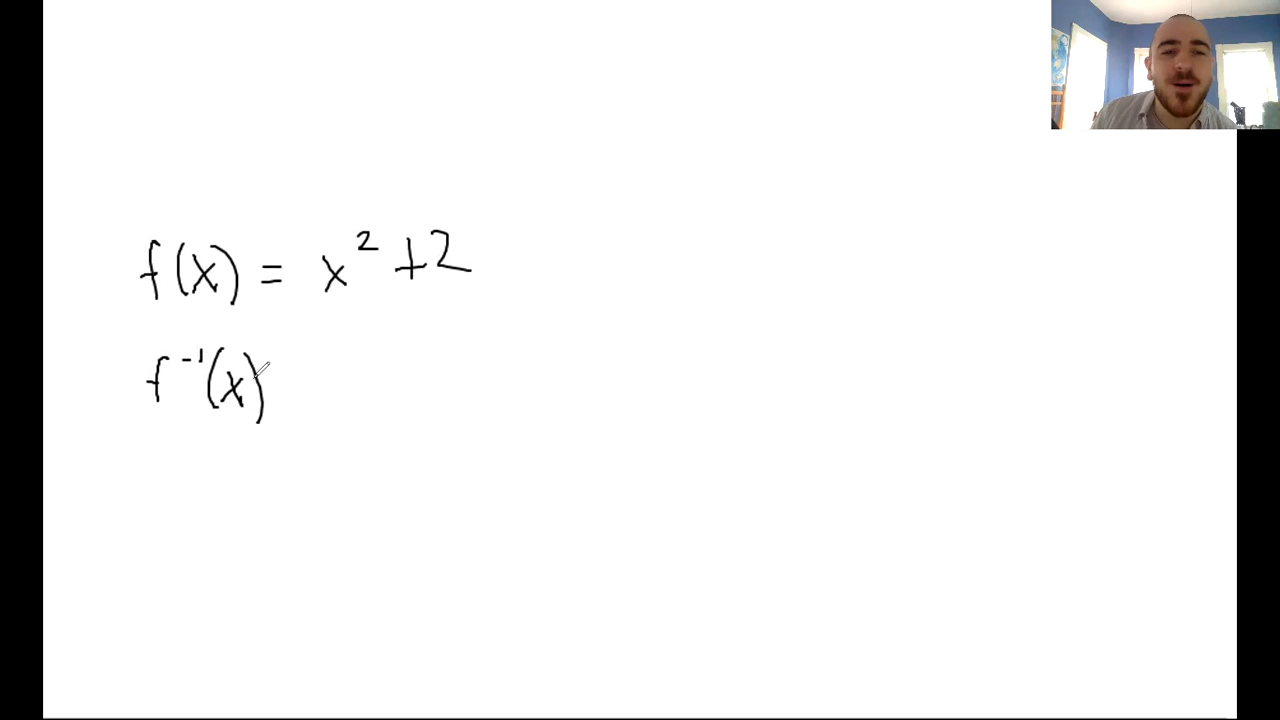 f(x) = x² + 2
f⁻¹(x)